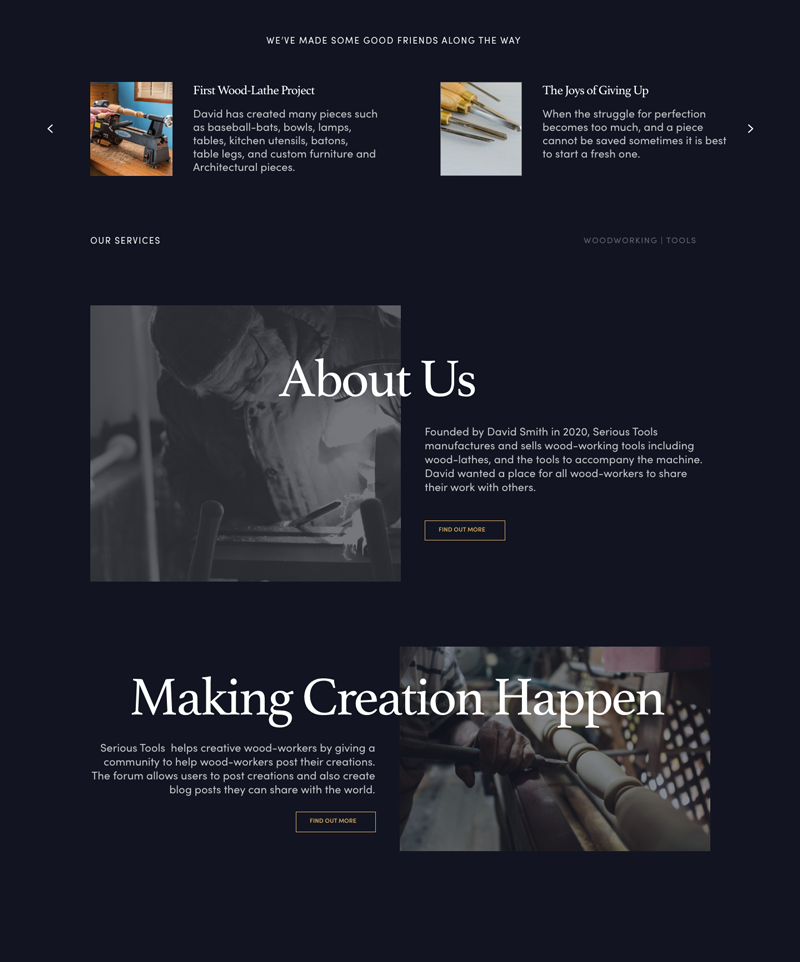 WE'VE MADE SOME GOOD FRIENDS ALONG THE WAY
First Wood-Lathe Project
David has created many pieces such
as baseball-bats, bowls, lamps,
tables, kitchen utensils, batons,
table legs, and custom furniture and
Architectural pieces.
The Joys of Giving Up
When the struggle for perfection
becomes too much, and a piece
cannot be saved sometimes it is best
to start a fresh one.
OUR SERVICES
WOODWORKING | TOOLS
About Us
Founded by David Smith in 2020, Serious Tools
manufactures and sells wood-working tools including
wood-lathes, and the tools to accompany the machine.
David wanted a place for all wood-workers to share
their work with others.
FIND OUT MORE
Making Creation Happen
Serious Tools  helps creative wood-workers by giving a
community to help wood-workers post their creations.
The forum allows users to post creations and also create
blog posts they can share with the world.
FIND OUT MORE